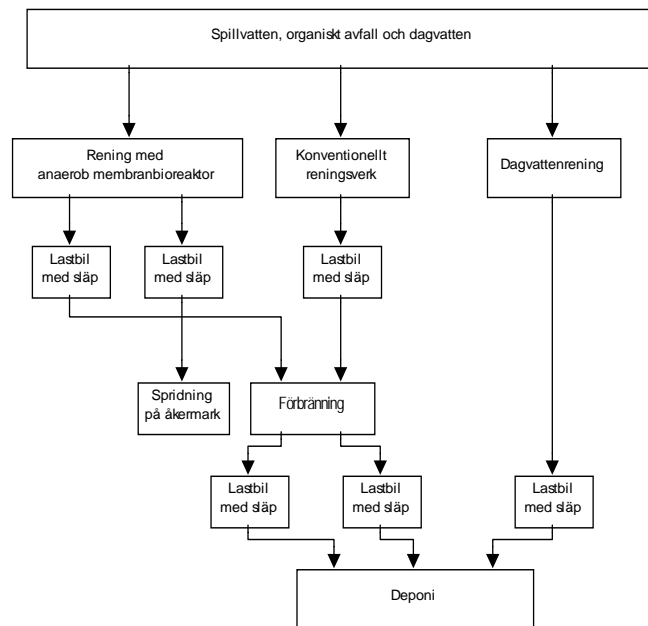 Spillvatten, organiskt avfall och dagvatten
Rening med
anaerob membranbioreaktor
Konventionellt
reningsverk
Dagvattenrening
Lastbil
med släp
Lastbil
med släp
Lastbil
med släp
Spridning
på åkermark
Förbränning
Lastbil
med släp
Lastbil
med släp
Lastbil
med släp
Deponi